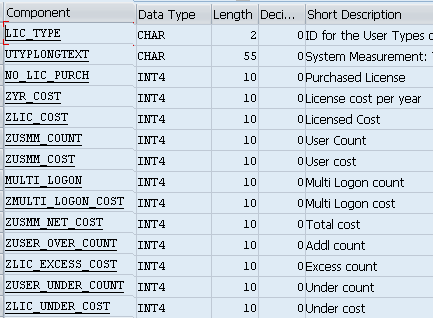 Component Data Type Length Deci... Short Description
LIC_TYPE CHAR 2 0 ID for the User Types o
UTYPLONGTEXT CHAR 55 0 System Measurement: T
NO_LIC_PURCH INT4 10 0 Purchased License
ZYR_COST INT4 10 0 License cost per year
ZLIC_COST INT4 10 0 Licensed Cost
ZUSMM_COUNT INT4 10 0 User Count
ZUSMM_COST INT4 10 0 User cost
MULTI_LOGON INT4 10 0 Multi Logon count
ZMULTI_LOGON_COST INT4 10 0 Multi Logon cost
ZUSMM_NET_COST INT4 10 0 Total cost
ZUSER_OVER_COUNT INT4 10 0 Addl count
ZLIC_EXCESS_COST INT4 10 0 Excess count
ZUSER_UNDER_COUNT INT4 10 0 Under count
ZLIC_UNDER_COST INT4 10 0 Under cost